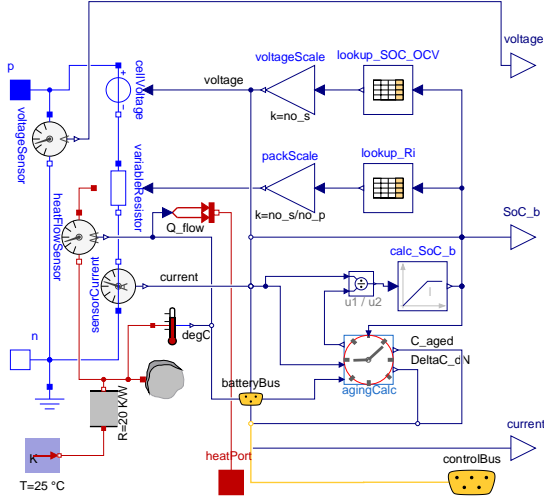 voltage
p
voltageSensor
cellVoltage
voltage
voltageScale
k=no_s
lookup_SOC_OCV
variableResistor
packScale
k=no_s/no_p
lookup_Ri
heatFlowSensor
Q_flow
SoC_b
calc_SoC_b
sensorCurrent
A
current
u1 / u2
n
degC
C_aged
DeltaC_dN
batteryBus
agingCalc
R=20 K/W
heatPort
current
controlBus
K
T=25 °C